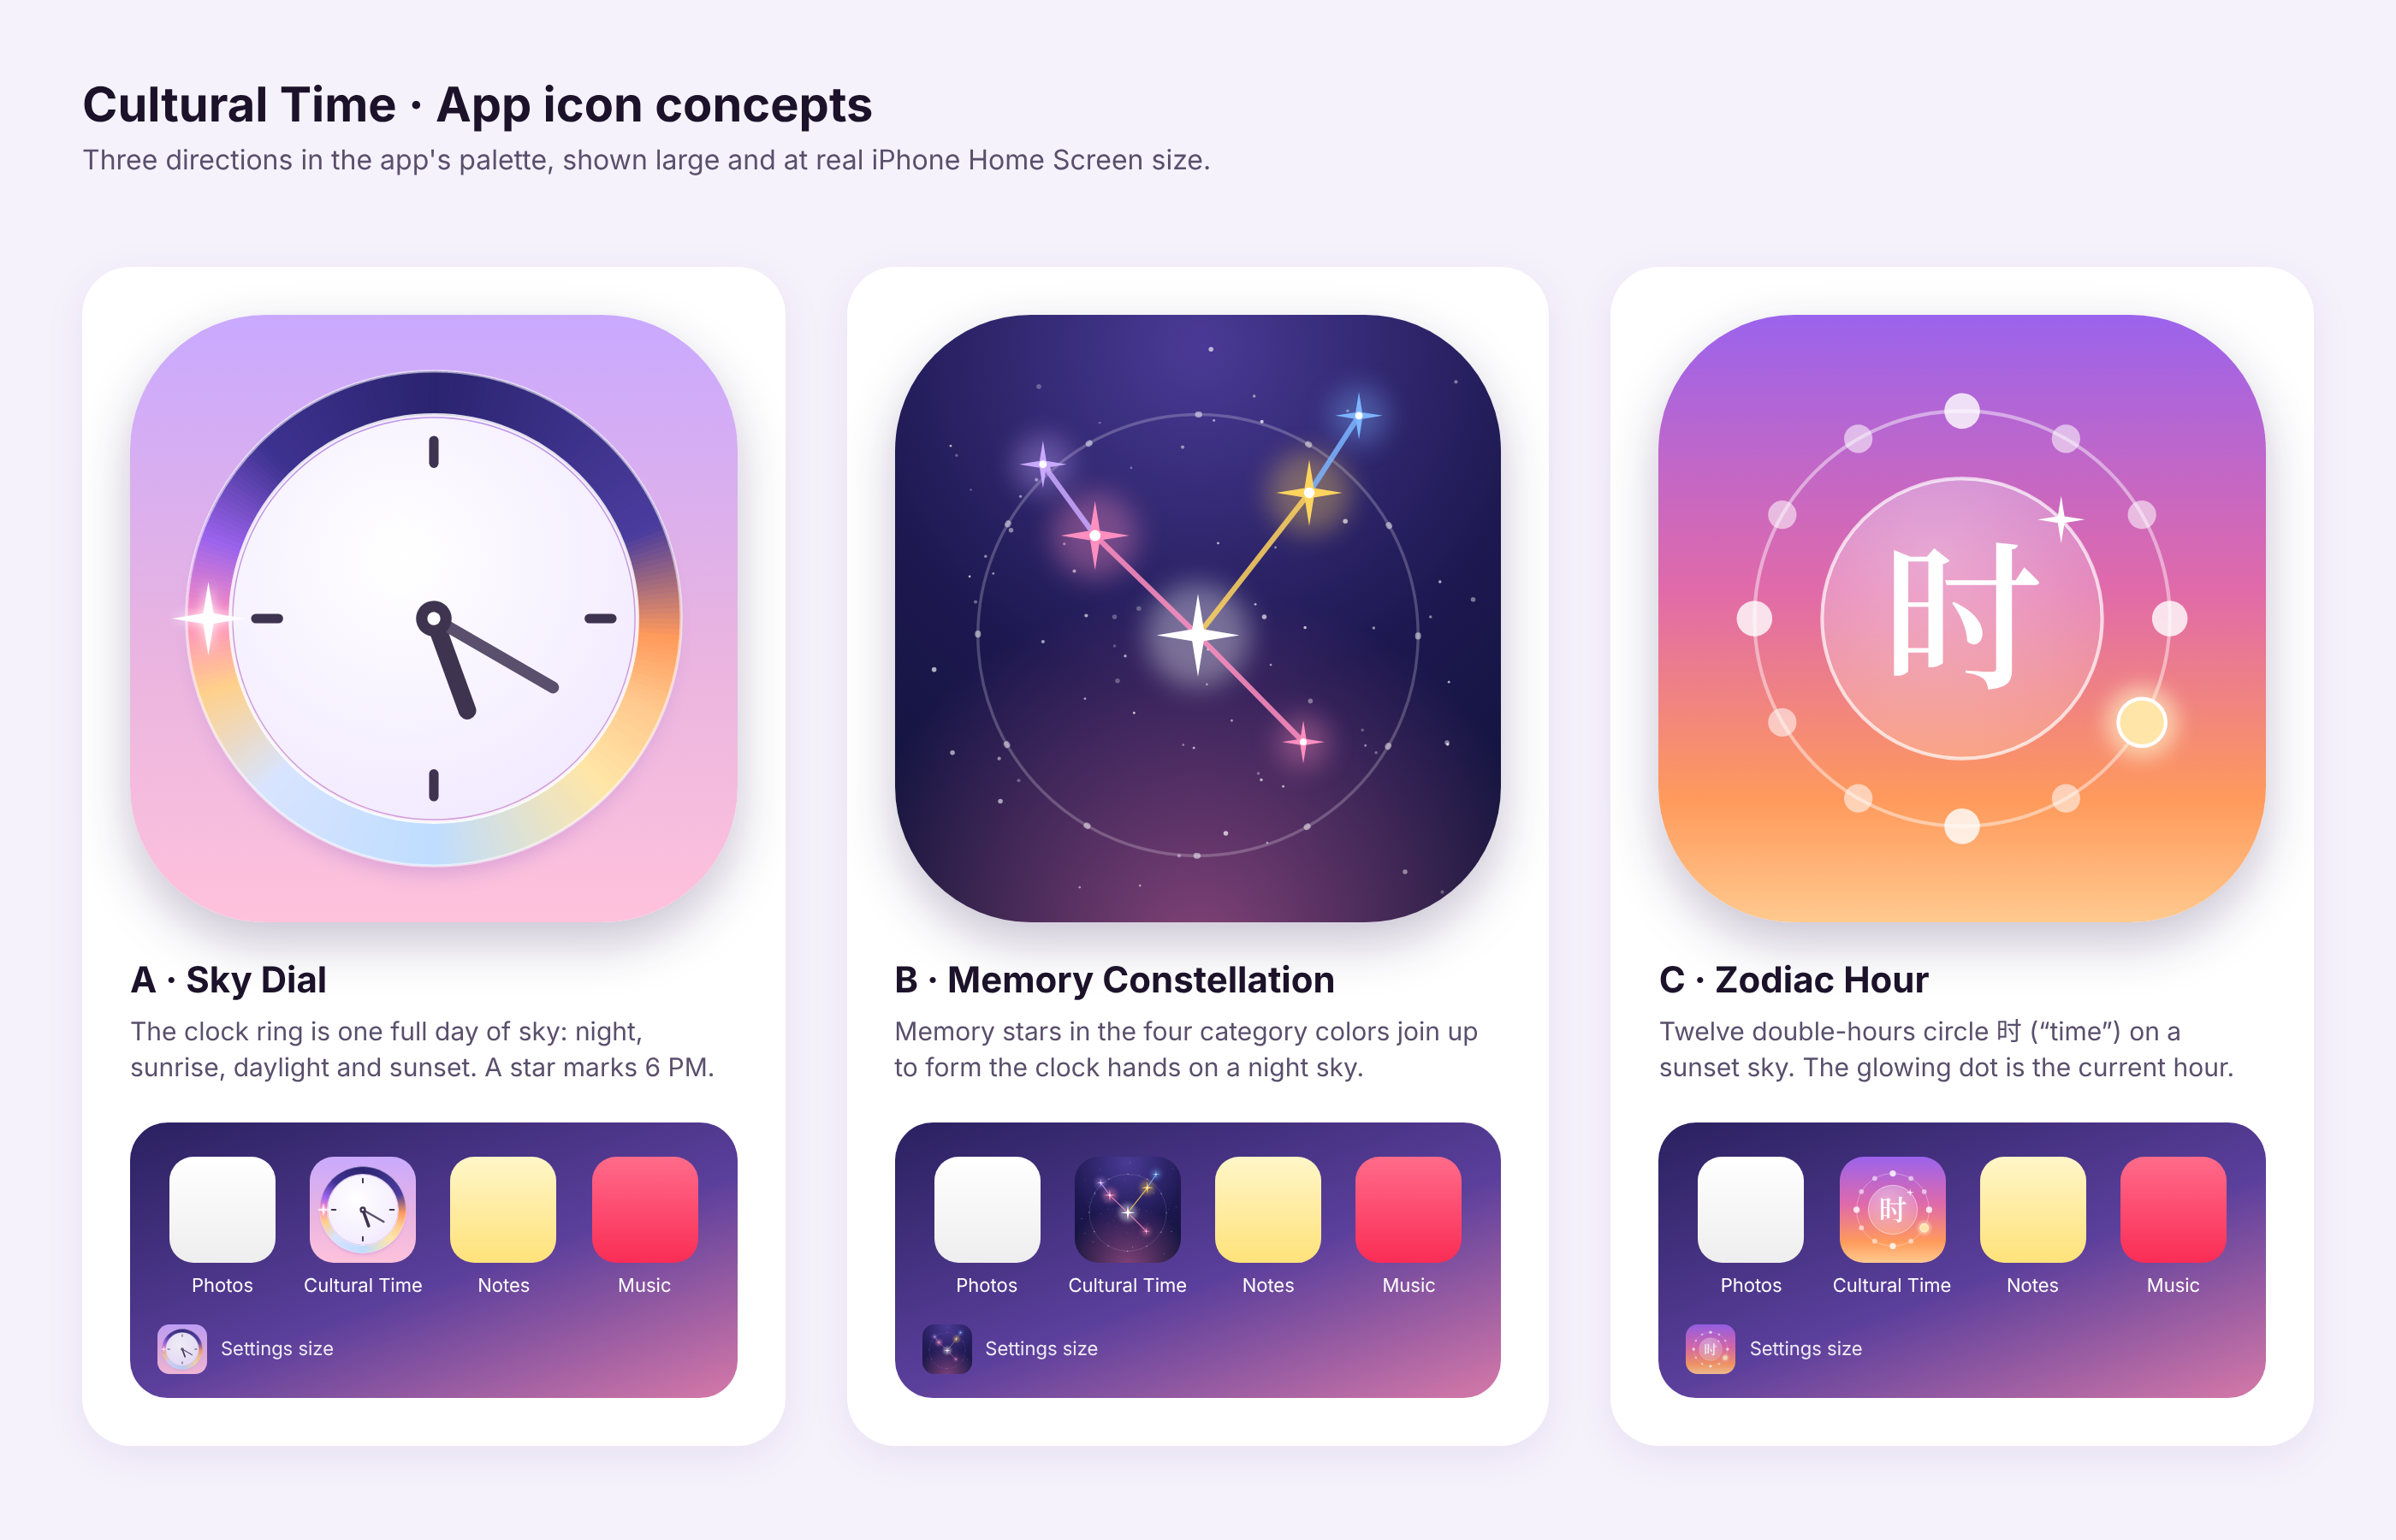 Cultural Time · App icon concepts
Three directions in the app's palette, shown large and at real iPhone Home Screen size.
时
A · Sky Dial
The clock ring is one full day of sky: night,
sunrise, daylight and sunset. A star marks 6 PM.
Photos
Cultural Time
Notes
Music
Settings size
B · Memory Constellation
Memory stars in the four category colors join up
to form the clock hands on a night sky.
Photos
Cultural Time
Notes
Music
Settings size
C · Zodiac Hour
Twelve double-hours circle 时 (“time”) on a
sunset sky. The glowing dot is the current hour.
时
Photos
Cultural Time
Notes
Music
时
Settings size